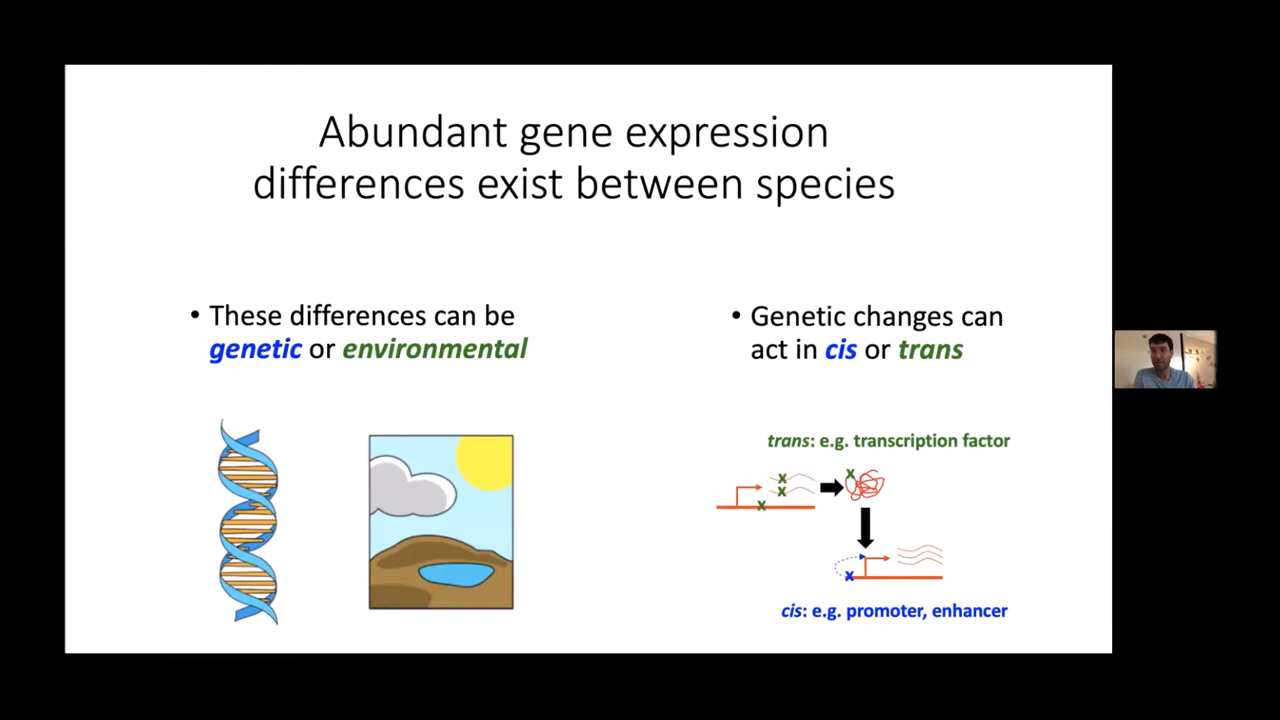 Abundant gene expression
differences exist between species
• These differences can be
genetic or environmental
• Genetic changes can
act in cis or trans
trans: e.g. transcription factor
x
x
x
x
x
cis: e.g. promoter, enhancer